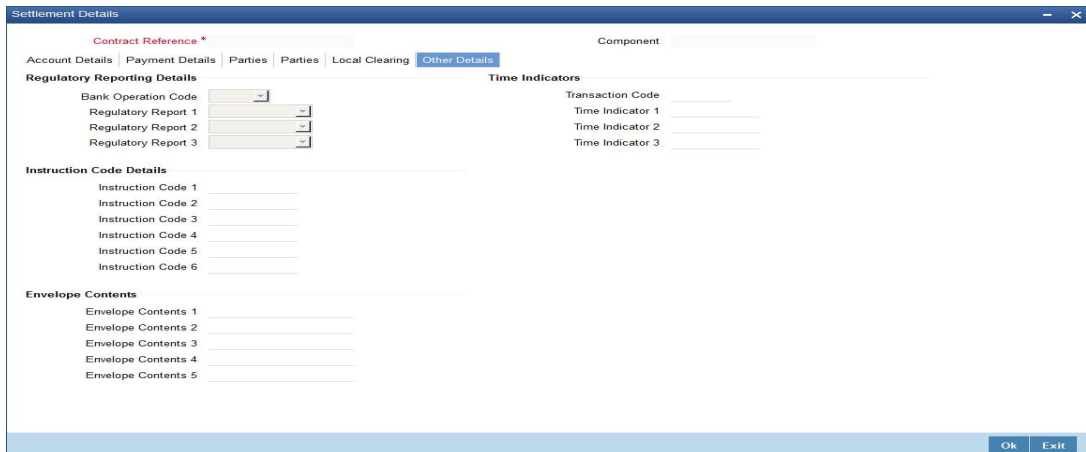 Settlement Details
Contract Reference *
Component
Account Details Payment Details Parties Parties Local Clearing Other Details
Regulatory Reporting Details
Bank Operation Code
Regulatory Report 1
Regulatory Report 2
Regulatory Report 3
Time Indicators
Transaction Code
Time Indicator 1
Time Indicator 2
Time Indicator 3
Instruction Code Details
Instruction Code 1
Instruction Code 2
Instruction Code 3
Instruction Code 4
Instruction Code 5
Instruction Code 6
Envelope Contents
Envelope Contents 1
Envelope Contents 2
Envelope Contents 3
Envelope Contents 4
Envelope Contents 5
Ok Exit